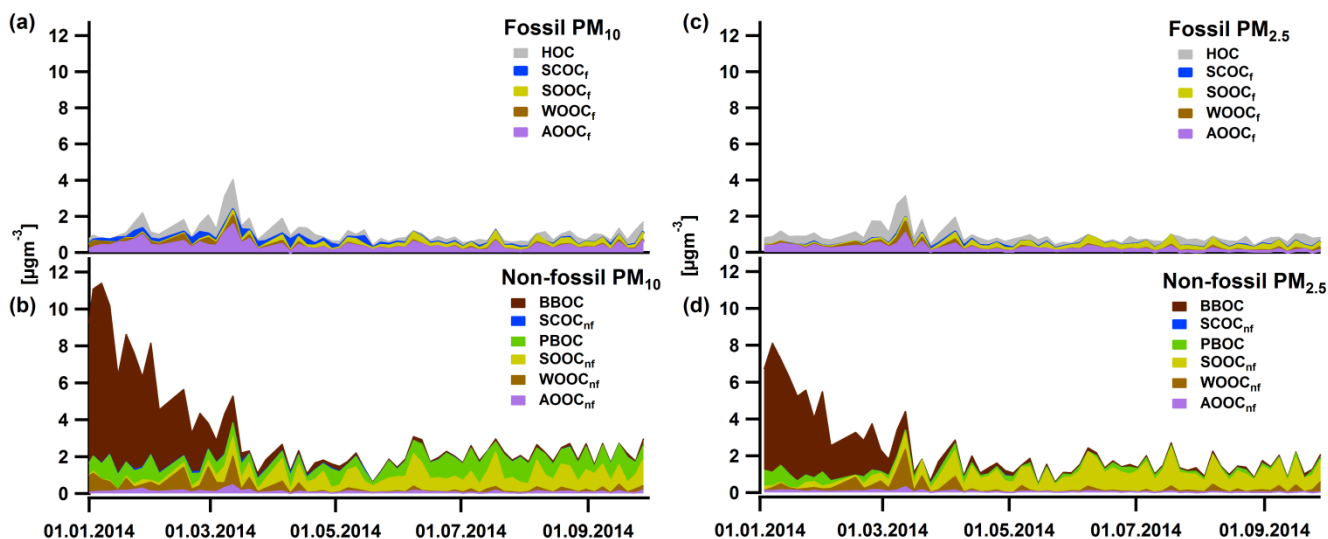 (a)
Fossil PM10
HOC
SCOCf
SOOCf
WOOCf
AOOCf
12
10
8
6
4
2
0
(c)
Fossil PM2.5
HOC
SCOCf
SOOCf
WOOCf
AOOCf
12
10
8
6
4
2
0
[µgm-3]
[µgm-3]
(b)
Non-fossil PM10
BBOC
SCOCnf
PBOC
SOOCnf
WOOCnf
AOOCnf
12
10
8
6
4
2
0
01.01.2014
01.03.2014
01.05.2014
01.07.2014
01.09.2014
(d)
Non-fossil PM2.5
BBOC
SCOCnf
PBOC
SOOCnf
WOOCnf
AOOCnf
12
10
8
6
4
2
0
01.01.2014
01.03.2014
01.05.2014
01.07.2014
01.09.2014